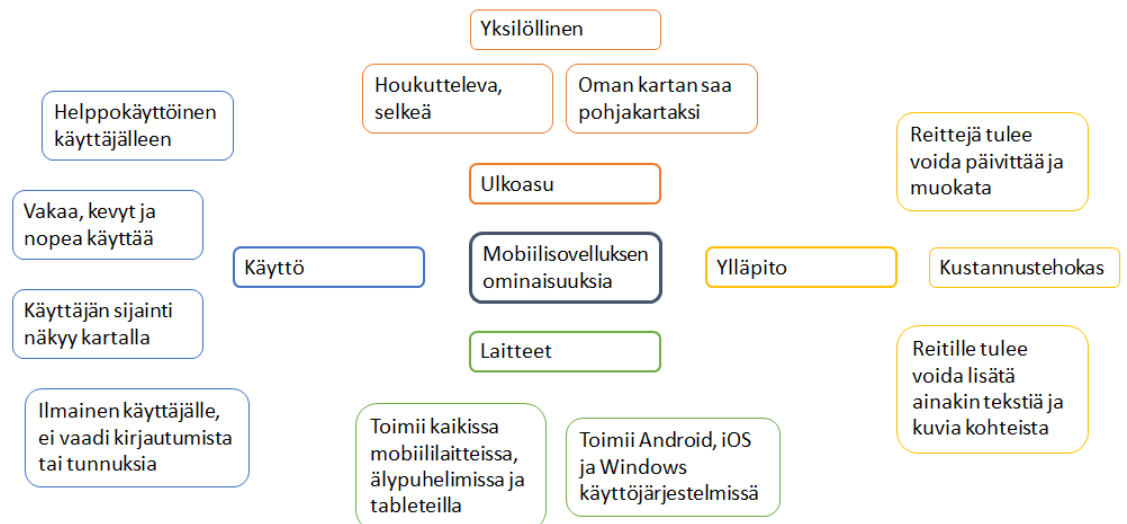 Yksilöllinen
Houkutteleva,
selkeä
Oman kartan saa
pohjakartaksi
Ulkoasu
Helppokäyttöinen
käyttäjälleen
Vakaa, kevyt ja
nopea käyttää
Käyttö
Käyttäjän sijainti
näkyy kartalla
Ilmainen käyttäjälle,
ei vaadi kirjautumista
tai tunnuksia
Mobiilisovelluksen
ominaisuuksia
Ylläpito
Reittejä tulee
voida päivittää ja
muokata
Kustannustehokas
Reitille tulee
voida lisätä
ainakin tekstiä ja
kuvia kohteista
Laitteet
Toimii kaikissa
mobiililaitteissa,
älypuhelimissa ja
tableteilla
Toimii Android, iOS
ja Windows
käyttöjärjestelmissä